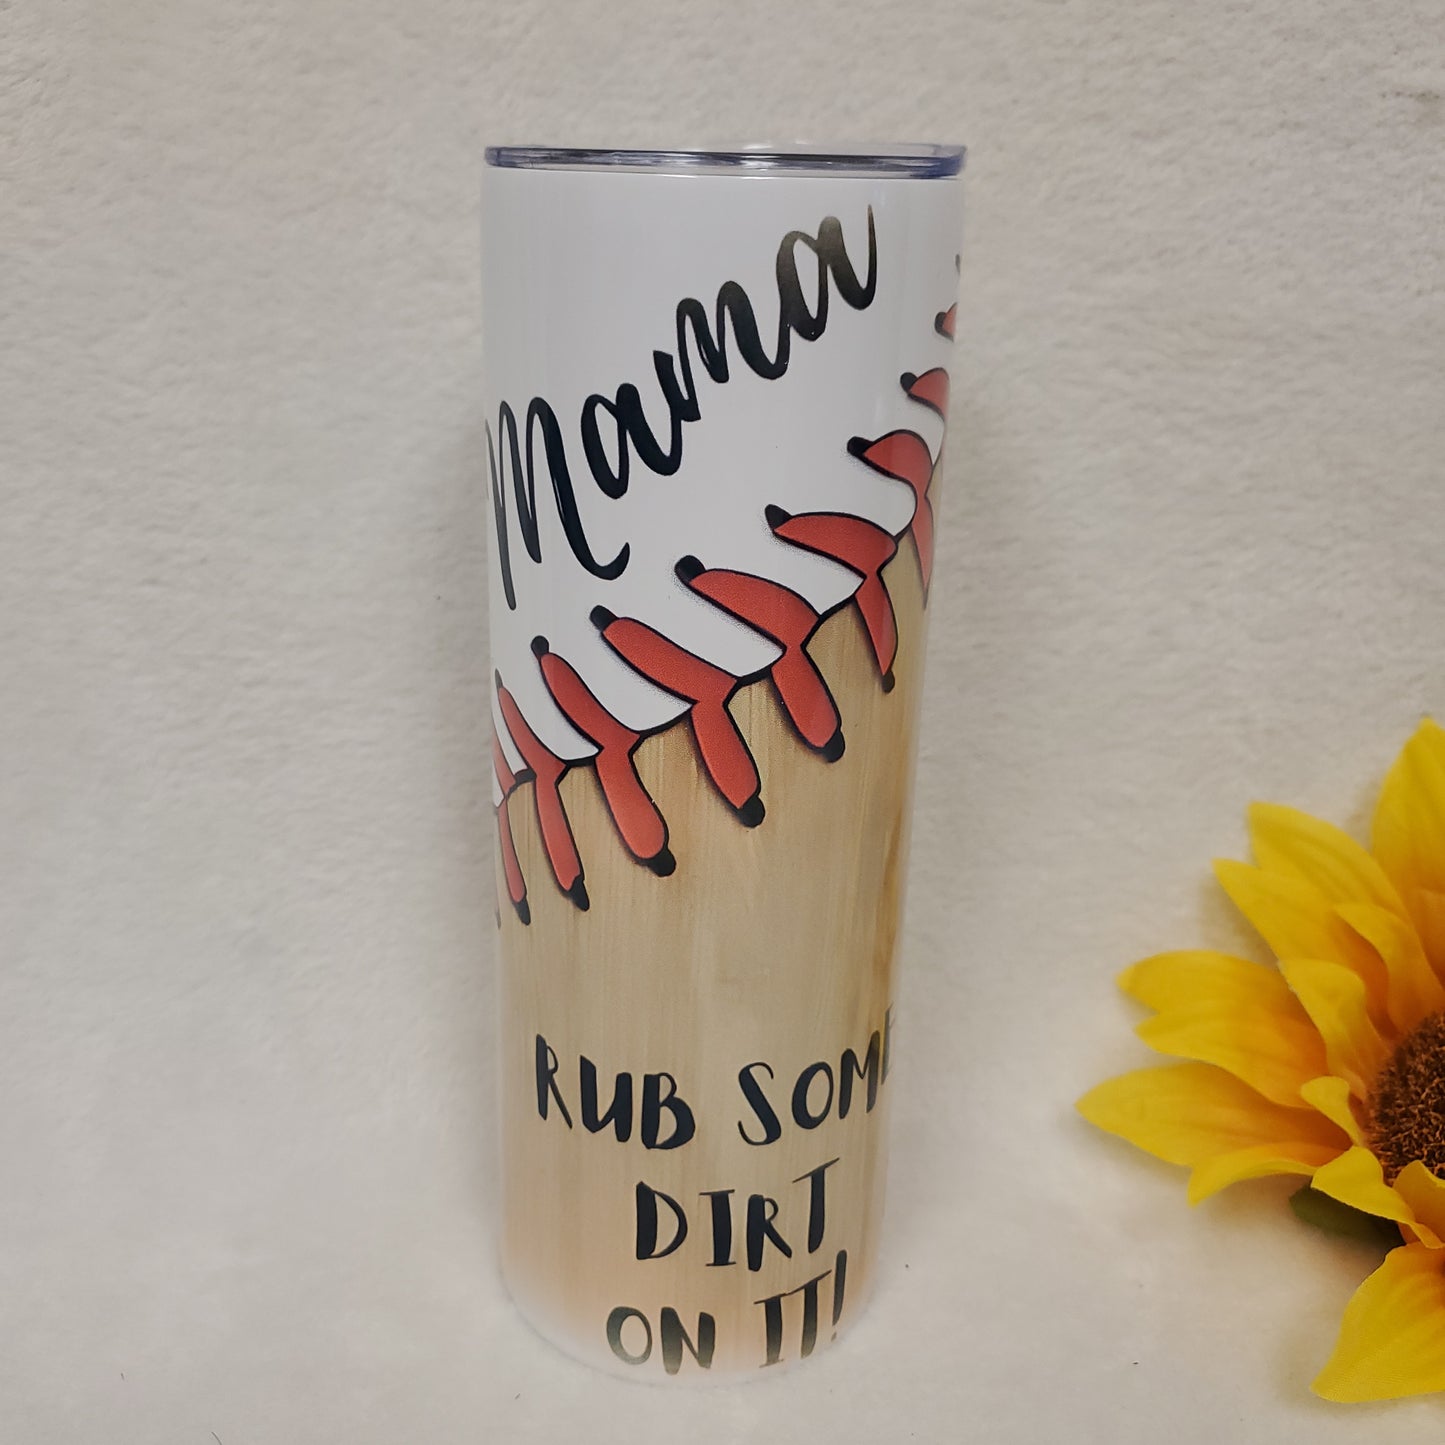 Mama
RUB SOME
DIRT
ON IT!